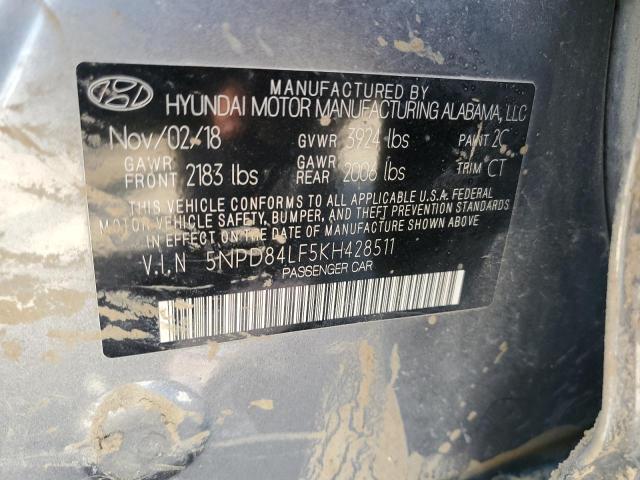 MANUFACTURED BY
HYUNDAI MOTOR MANUFACTURING ALABAMA, LLC
Nov/02/18 GVWR 3924 lbs PAINT 2C
GAWR FRONT 2183 lbs GAWR REAR 2006 lbs TRIM CT
THIS VEHICLE CONFORMS TO ALL APPLICABLE U.S.A. FEDERAL
MOTOR VEHICLE SAFETY, BUMPER, AND THEFT PREVENTION STANDARDS
IN EFFECT ON THE DATE OF MANUFACTURE SHOWN ABOVE
V.I.N 5NPD84LF5KH428511
PASSENGER CAR